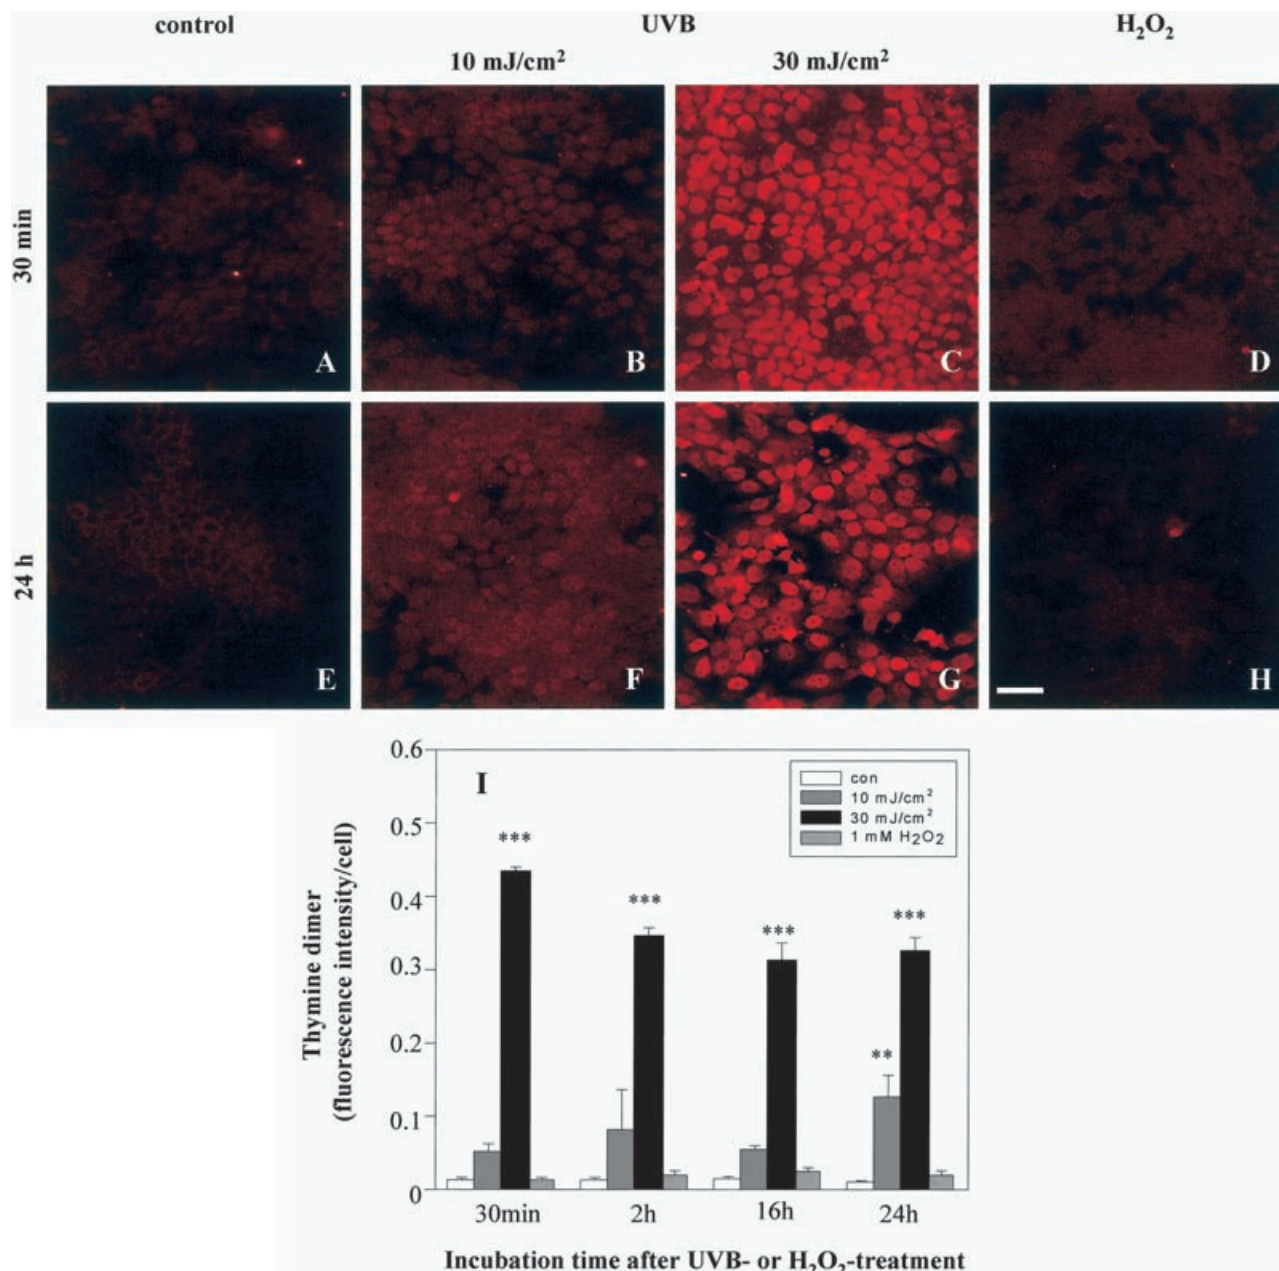 control UVB H₂O₂
10 mJ/cm² 30 mJ/cm²
30 min
A B C D
24 h
E F G H
I
con
10 mJ/cm²
30 mJ/cm²
1 mM H₂O₂
Thymine dimer
(fluorescence intensity/cell)
0.6
0.5
0.4
0.3
0.2
0.1
0
***
***
***
***
**
30min 2h 16h 24h
Incubation time after UVB- or H₂O₂-treatment